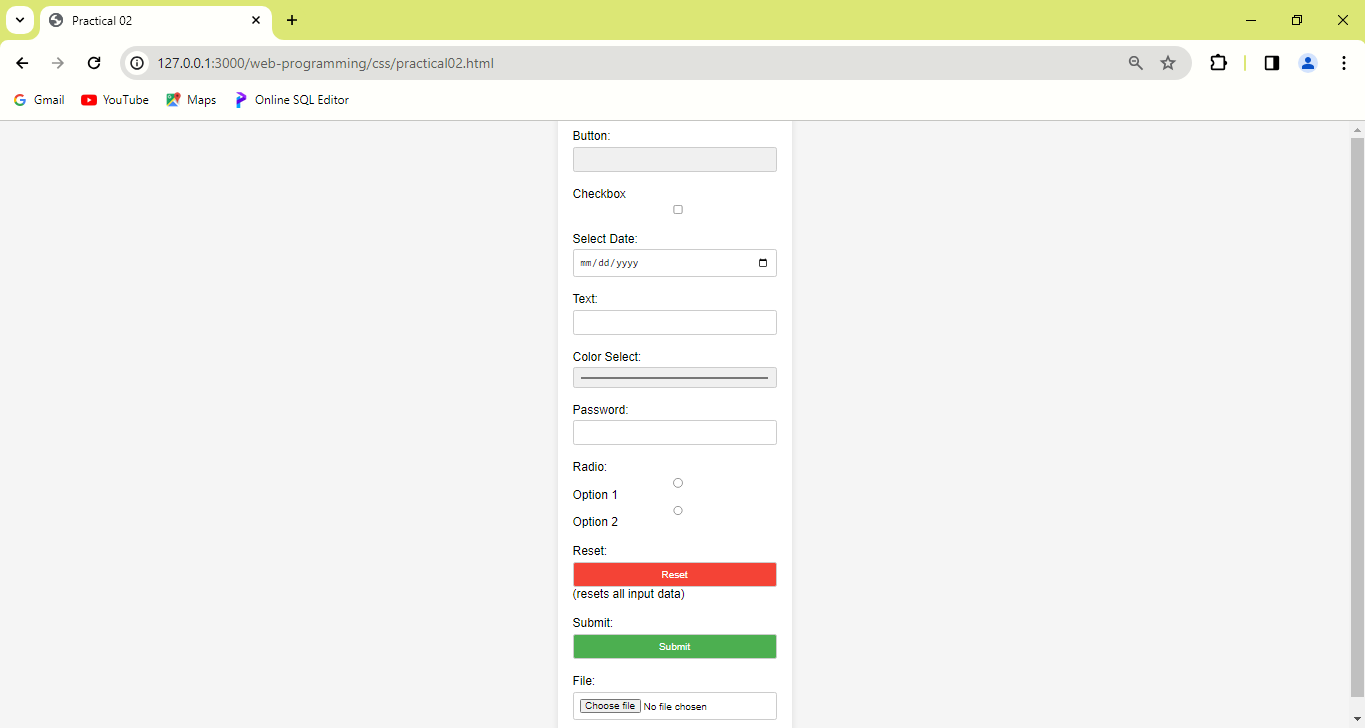 Practical 02
127.0.0.1:3000/web-programming/css/practical02.html
Gmail YouTube Maps Online SQL Editor
Button:
Checkbox
Select Date:
mm/dd/yyyy
Text:
Color Select:
Password:
Radio:
Option 1
Option 2
Reset:
Reset
(resets all input data)
Submit:
Submit
File:
Choose file No file chosen